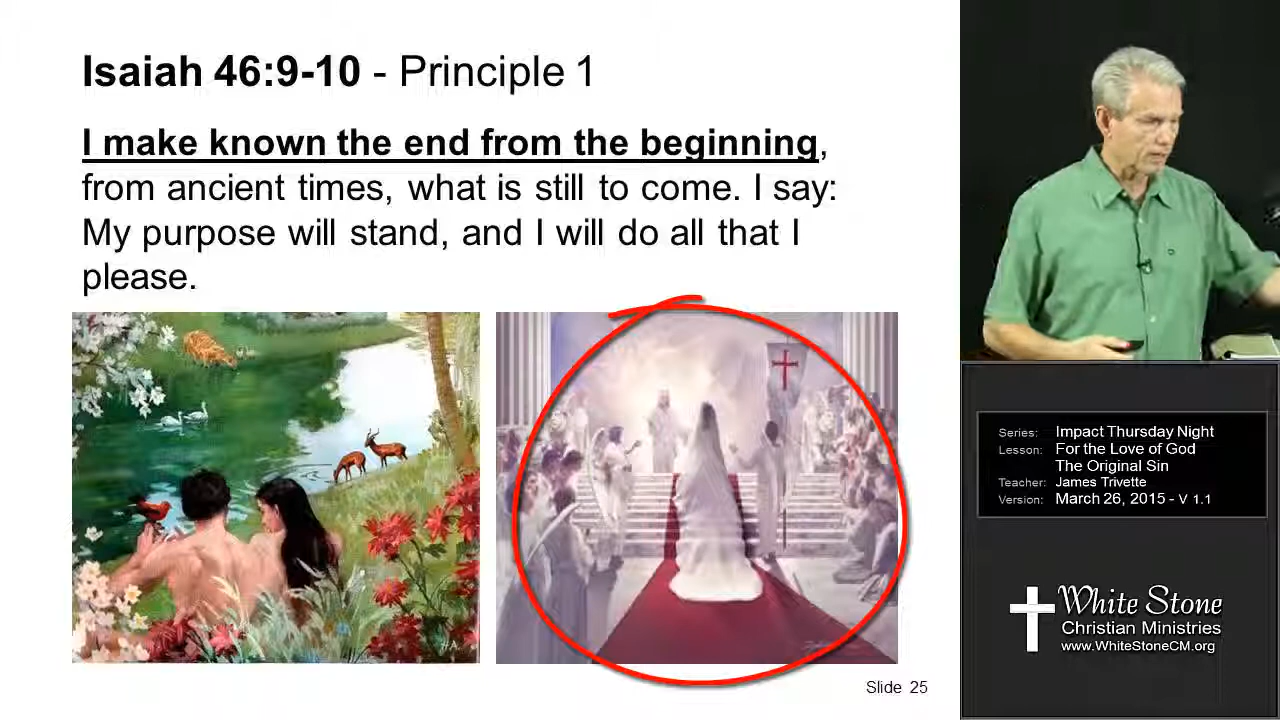 Isaiah 46:9-10 - Principle 1
I make known the end from the beginning,
from ancient times, what is still to come. I say:
My purpose will stand, and I will do all that I
please.
Slide 25
Series: Impact Thursday Night
Lesson: For the Love of God
The Original Sin
Teacher: James Trivette
Version: March 26, 2015 - V 1.1
White Stone
Christian Ministries
www.WhiteStoneCM.org